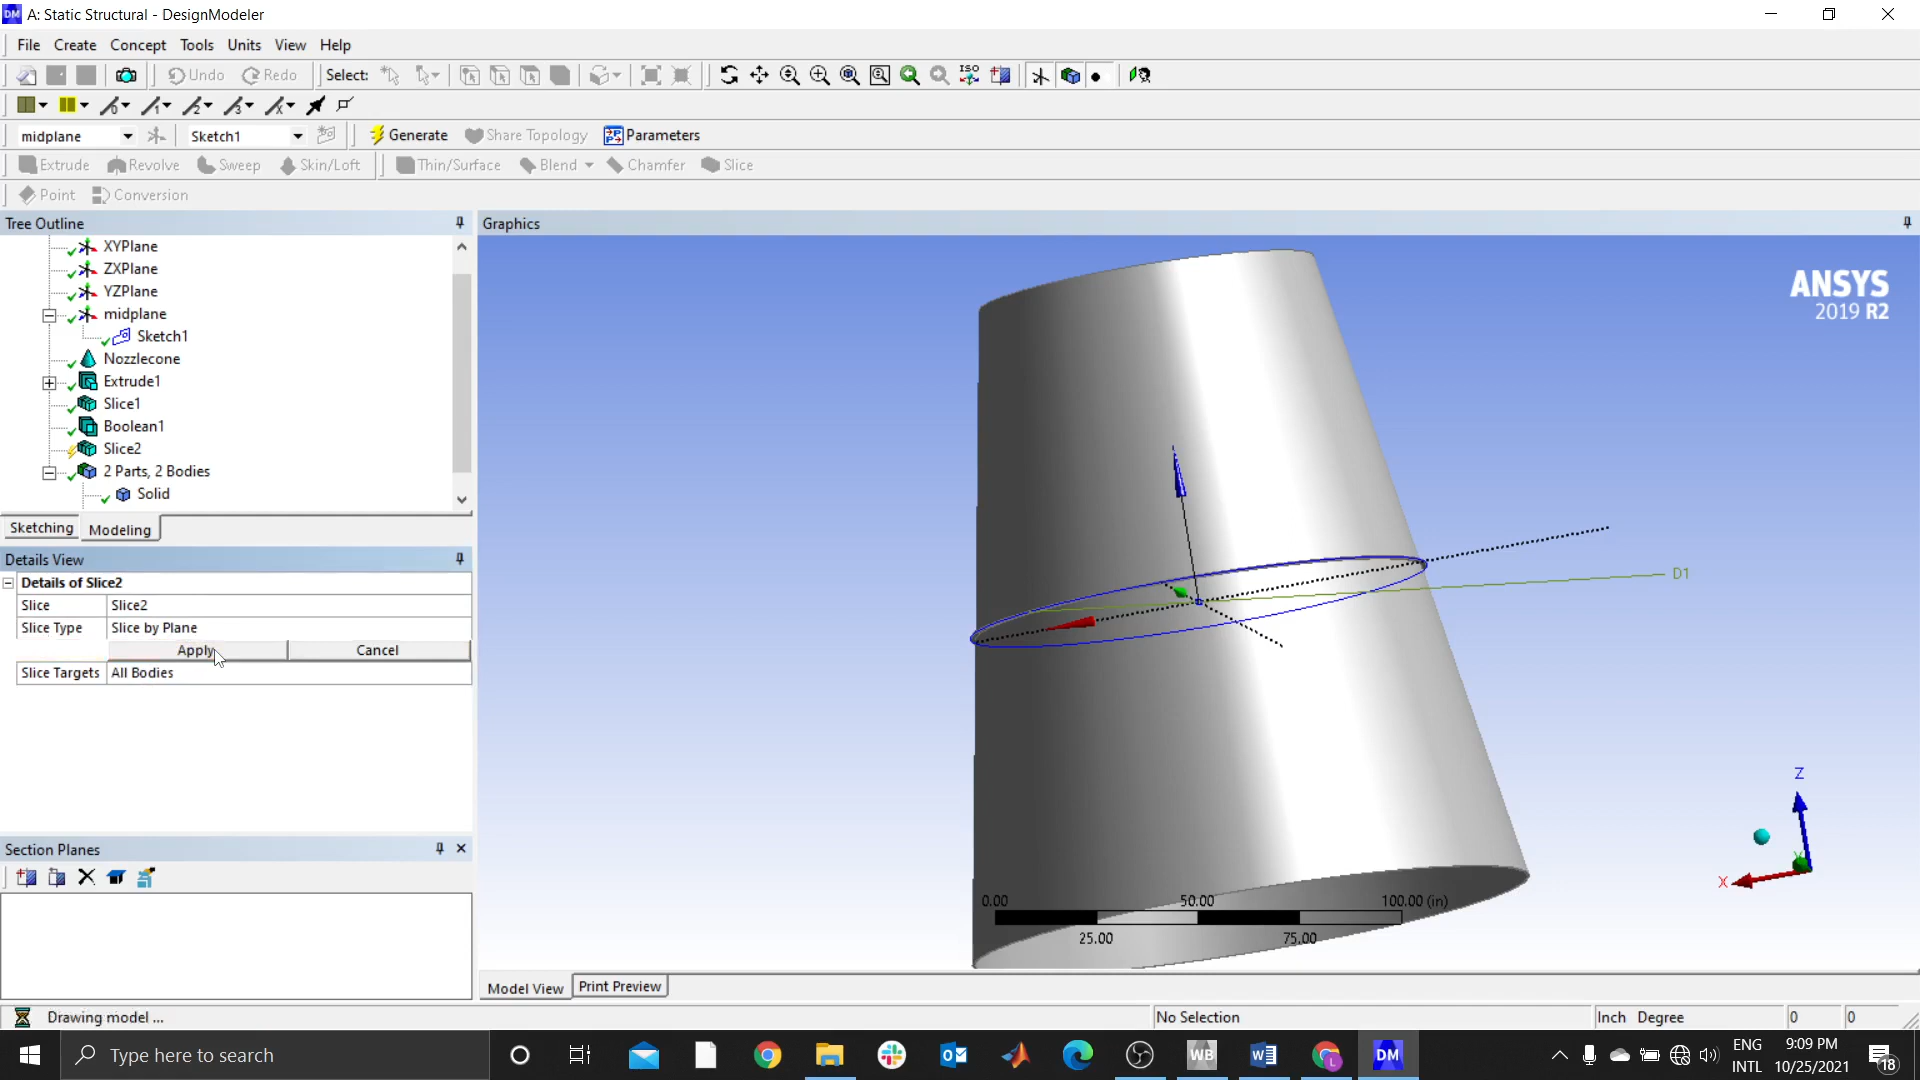 A: Static Structural - DesignModeler
File Create Concept Tools Units View Help
Undo Redo Select: ISO
midplane Sketch1 Generate Share Topology Parameters
Extrude Revolve Sweep Skin/Loft Thin/Surface Blend Chamfer Slice
Point Conversion
Tree Outline
XYPlane
ZXPlane
YZPlane
midplane
Sketch1
Nozzlecone
Extrude1
Slice1
Boolean1
Slice2
2 Parts, 2 Bodies
Solid
Sketching Modeling
Details View
Details of Slice2
Slice Slice2
Slice Type Slice by Plane
Apply Cancel
Slice Targets All Bodies
Section Planes
Graphics
ANSYS
2019 R2
D1
Z
Y
X
0.00 50.00 100.00 (in)
25.00 75.00
Model View Print Preview
Drawing model ... No Selection Inch Degree 0 0
Type here to search
WB
DM
ENG
INTL
9:09 PM
10/25/2021
18